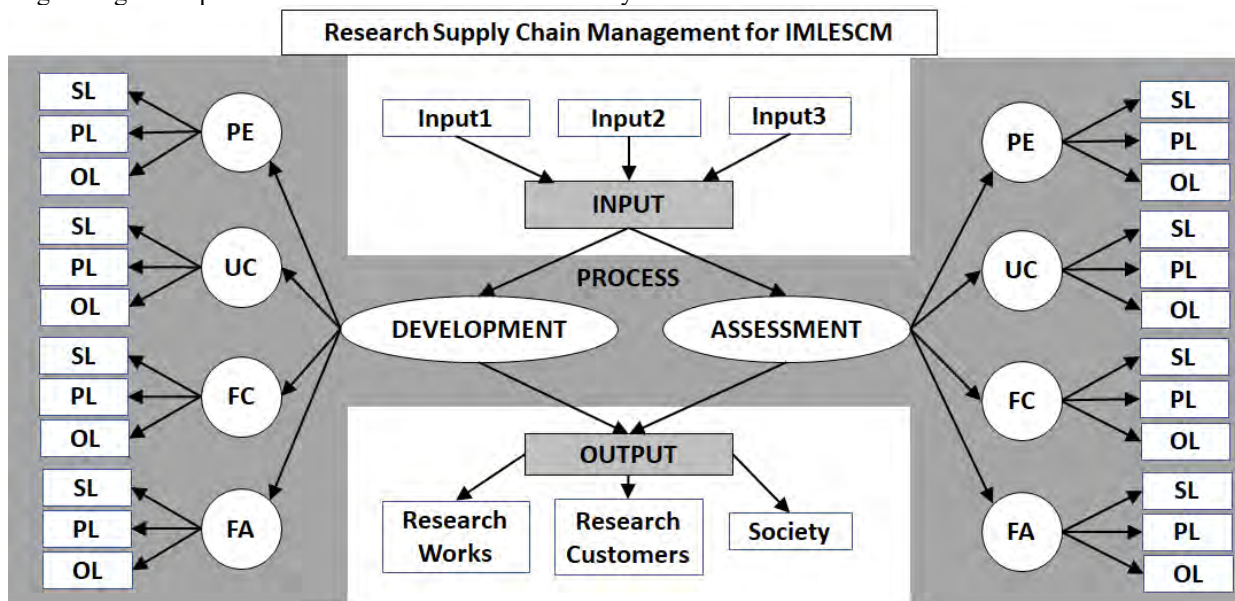 Research Supply Chain Management for IMLESCM
SL
PL
OL
PE
SL
PL
OL
UC
SL
PL
OL
FC
SL
PL
OL
FA
Input1
Input2
Input3
INPUT
PROCESS
DEVELOPMENT
ASSESSMENT
OUTPUT
Research
Works
Research
Customers
Society
PE
SL
PL
OL
UC
SL
PL
OL
FC
SL
PL
OL
FA
SL
PL
OL